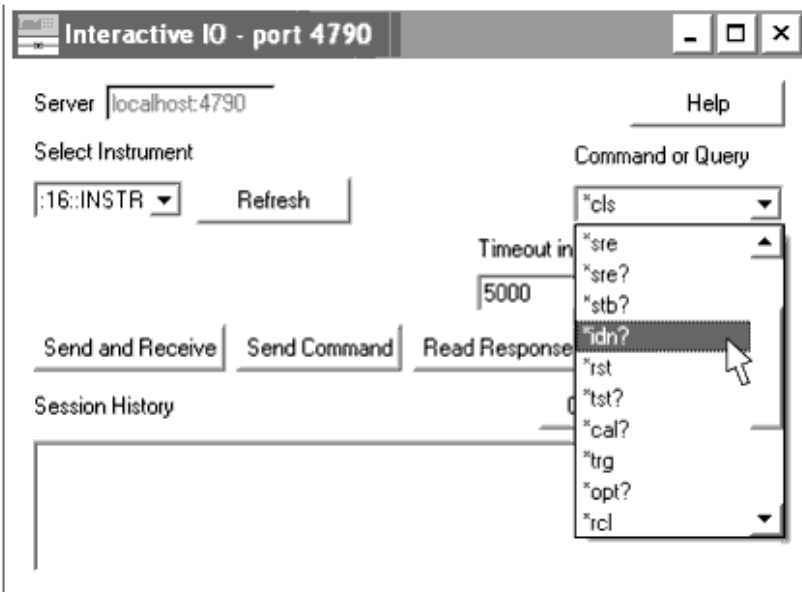 Interactive IO - port 4790
Server localhost:4790
Help
Select Instrument
Command or Query
:16::INSTR
Refresh
*cls
Timeout in
5000
*sre
*sre?
*stb?
*idn?
*rst
*tst?
*cal?
*trg
*opt?
*rcl
Send and Receive
Send Command
Read Response
Session History